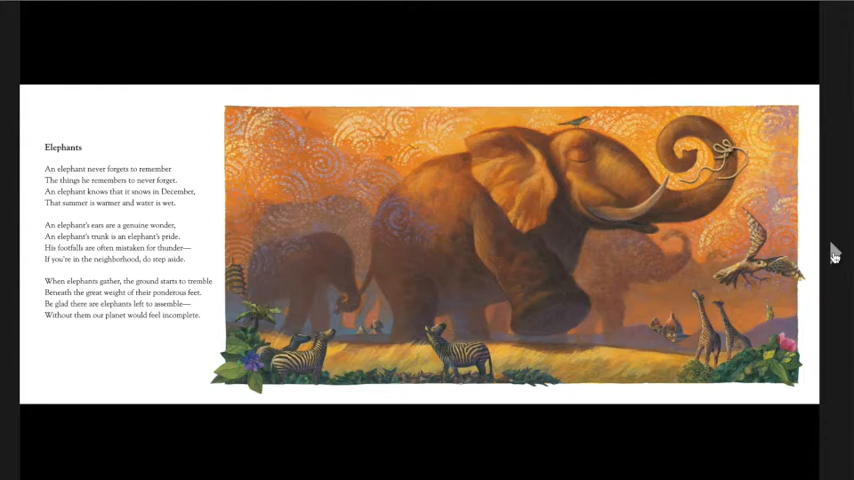 Elephants
An elephant never forgets to remember
The things he remembers to never forget.
An elephant knows that it snows in December,
That summer is warmer and water is wet.
An elephant's ears are a genuine wonder,
An elephant's trunk is an elephant's pride.
His footfalls are often mistaken for thunder—
If you're in the neighborhood, do step aside.
When elephants gather, the ground starts to tremble
Beneath the great weight of their ponderous feet.
Be glad there are elephants left to assemble—
Without them our planet would feel incomplete.